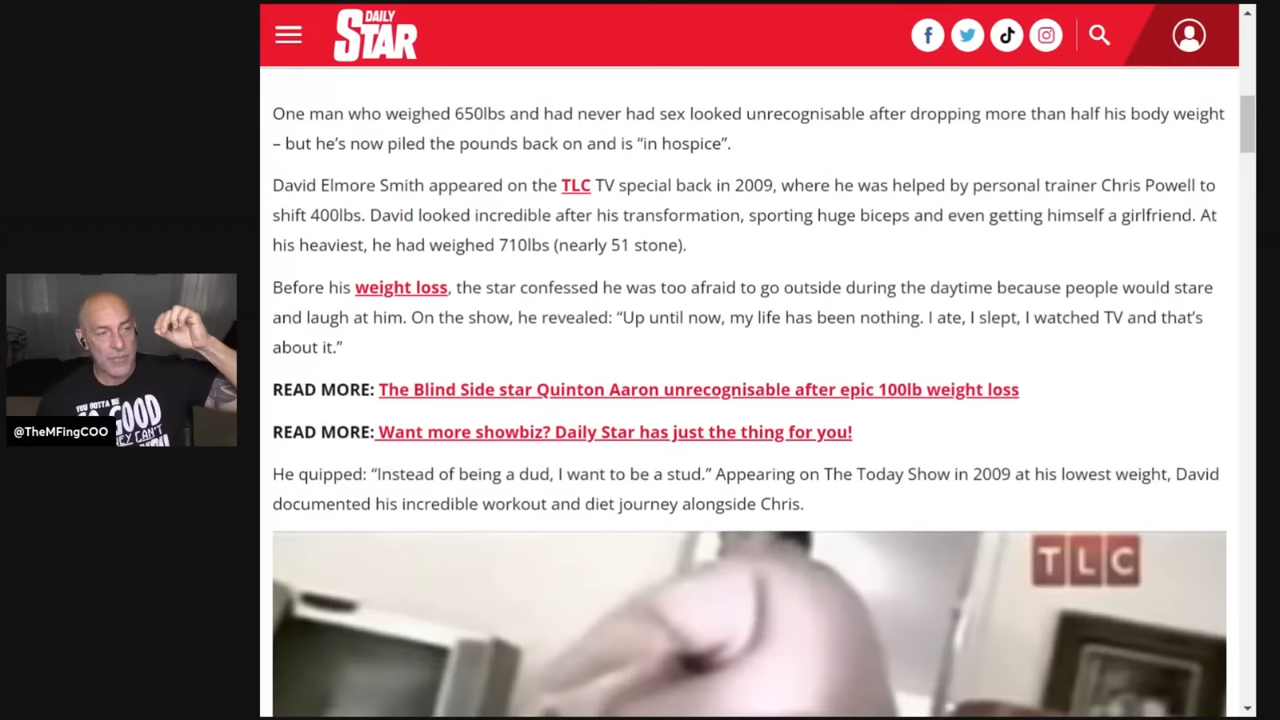 DAILY
STAR
One man who weighed 650lbs and had never had sex looked unrecognisable after dropping more than half his body weight
– but he's now piled the pounds back on and is “in hospice”.
David Elmore Smith appeared on the TLC TV special back in 2009, where he was helped by personal trainer Chris Powell to
shift 400lbs. David looked incredible after his transformation, sporting huge biceps and even getting himself a girlfriend. At
his heaviest, he had weighed 710lbs (nearly 51 stone).
Before his weight loss, the star confessed he was too afraid to go outside during the daytime because people would stare
and laugh at him. On the show, he revealed: “Up until now, my life has been nothing. I ate, I slept, I watched TV and that’s
about it.”
READ MORE: The Blind Side star Quinton Aaron unrecognisable after epic 100lb weight loss
READ MORE: Want more showbiz? Daily Star has just the thing for you!
He quipped: “Instead of being a dud, I want to be a stud.” Appearing on The Today Show in 2009 at his lowest weight, David
documented his incredible workout and diet journey alongside Chris.
TLC
YOU GOTTA BE
GOOD
THEY CAN'T
@TheMFingCOO